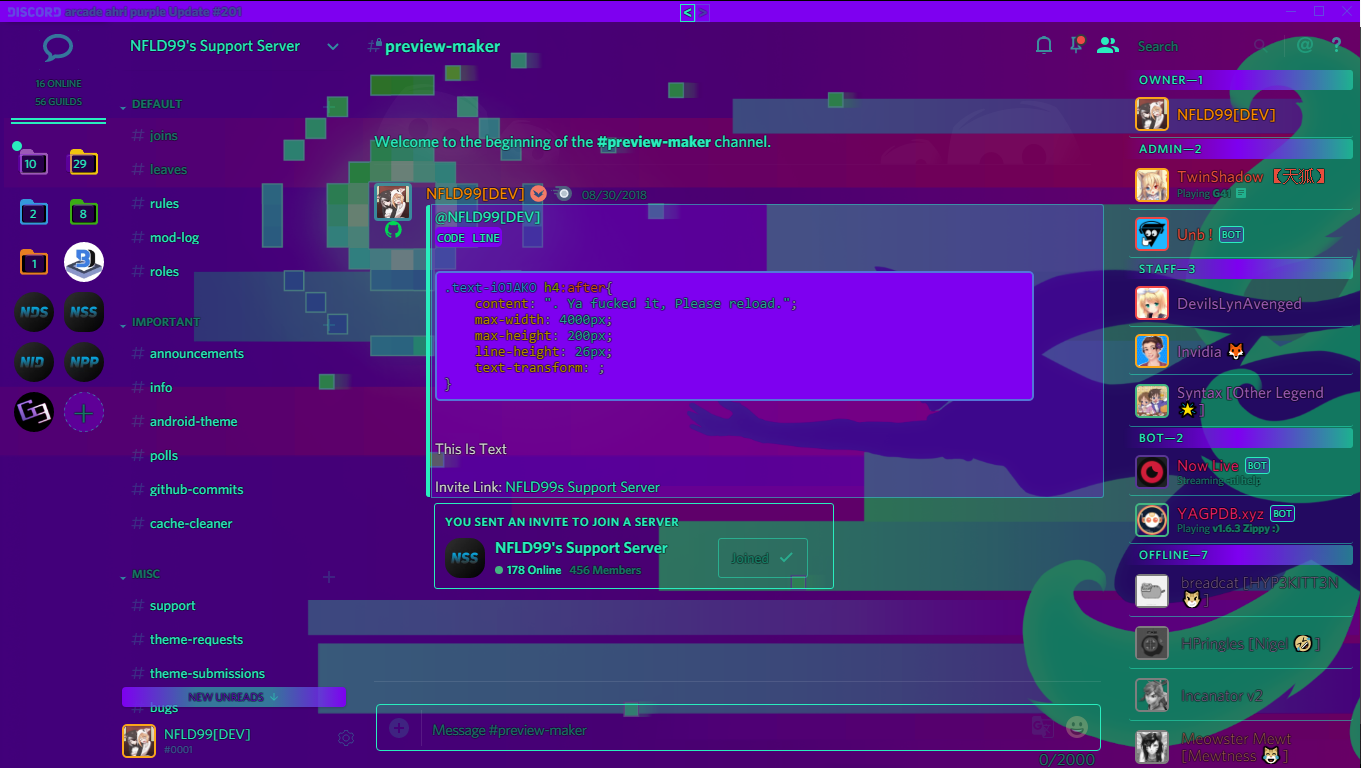 DISCORD arcade ahri purple Update #201
< >
NFLD99's Support Server
# preview-maker
Search
@ ?
16 ONLINE
56 GUILDS
10
29
2
8
1
NDS
NSS
NID
NPP
DEFAULT
# joins
# leaves
# rules
# mod-log
# roles
IMPORTANT
# announcements
# info
# android-theme
# polls
# github-commits
# cache-cleaner
MISC
# support
# theme-requests
# theme-submissions
NEW UNREADS ↓
# bugs
NFLD99[DEV]
#0001
Welcome to the beginning of the #preview-maker channel.
NFLD99[DEV] 08/30/2018
@NFLD99[DEV]
CODE LINE
.text-iOJAKO h4:after{
content: ". Ya fucked it, Please reload.";
max-width: 4000px;
max-height: 200px;
line-height: 26px;
text-transform: ;
}
This Is Text
Invite Link: NFLD99s Support Server
YOU SENT AN INVITE TO JOIN A SERVER
NSS
NFLD99's Support Server
178 Online 456 Members
Joined
Message #preview-maker
0/2000
OWNER—1
NFLD99[DEV]
ADMIN—2
TwinShadow 【天狐】
Playing G41
Unb ! BOT
STAFF—3
DevilsLynAvenged
Invidia 🦊
Syntax [Other Legend
🌟 ]
BOT—2
Now Live BOT
Streaming -nl help
YAGPDB.xyz BOT
Playing v1.6.3 Zippy :)
OFFLINE—7
breadcat [HYP3KITT3N
🐱 ]
HPringles [Nigel 🤣 ]
Incanator v2
Meowster Mewt
[Mewtness 😹 ]